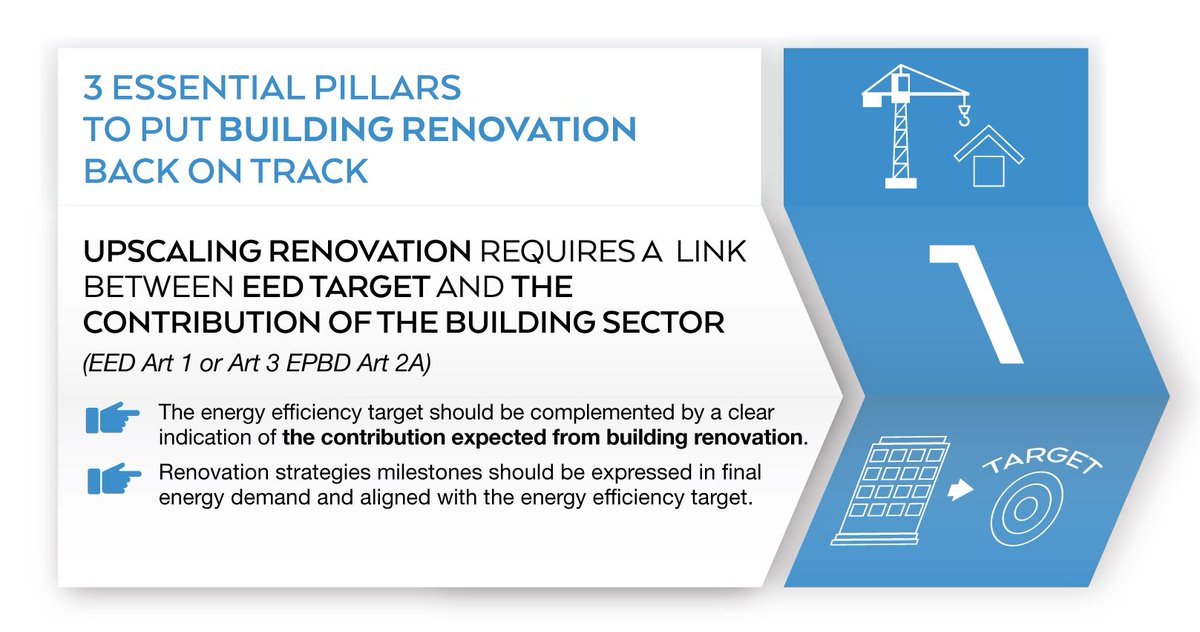 3 ESSENTIAL PILLARS
TO PUT BUILDING RENOVATION
BACK ON TRACK
UPSCALING RENOVATION REQUIRES A LINK
BETWEEN EED TARGET AND THE
CONTRIBUTION OF THE BUILDING SECTOR
(EED Art 1 or Art 3 EPBD Art 2A)
The energy efficiency target should be complemented by a clear
indication of the contribution expected from building renovation.
Renovation strategies milestones should be expressed in final
energy demand and aligned with the energy efficiency target.
1
TARGET